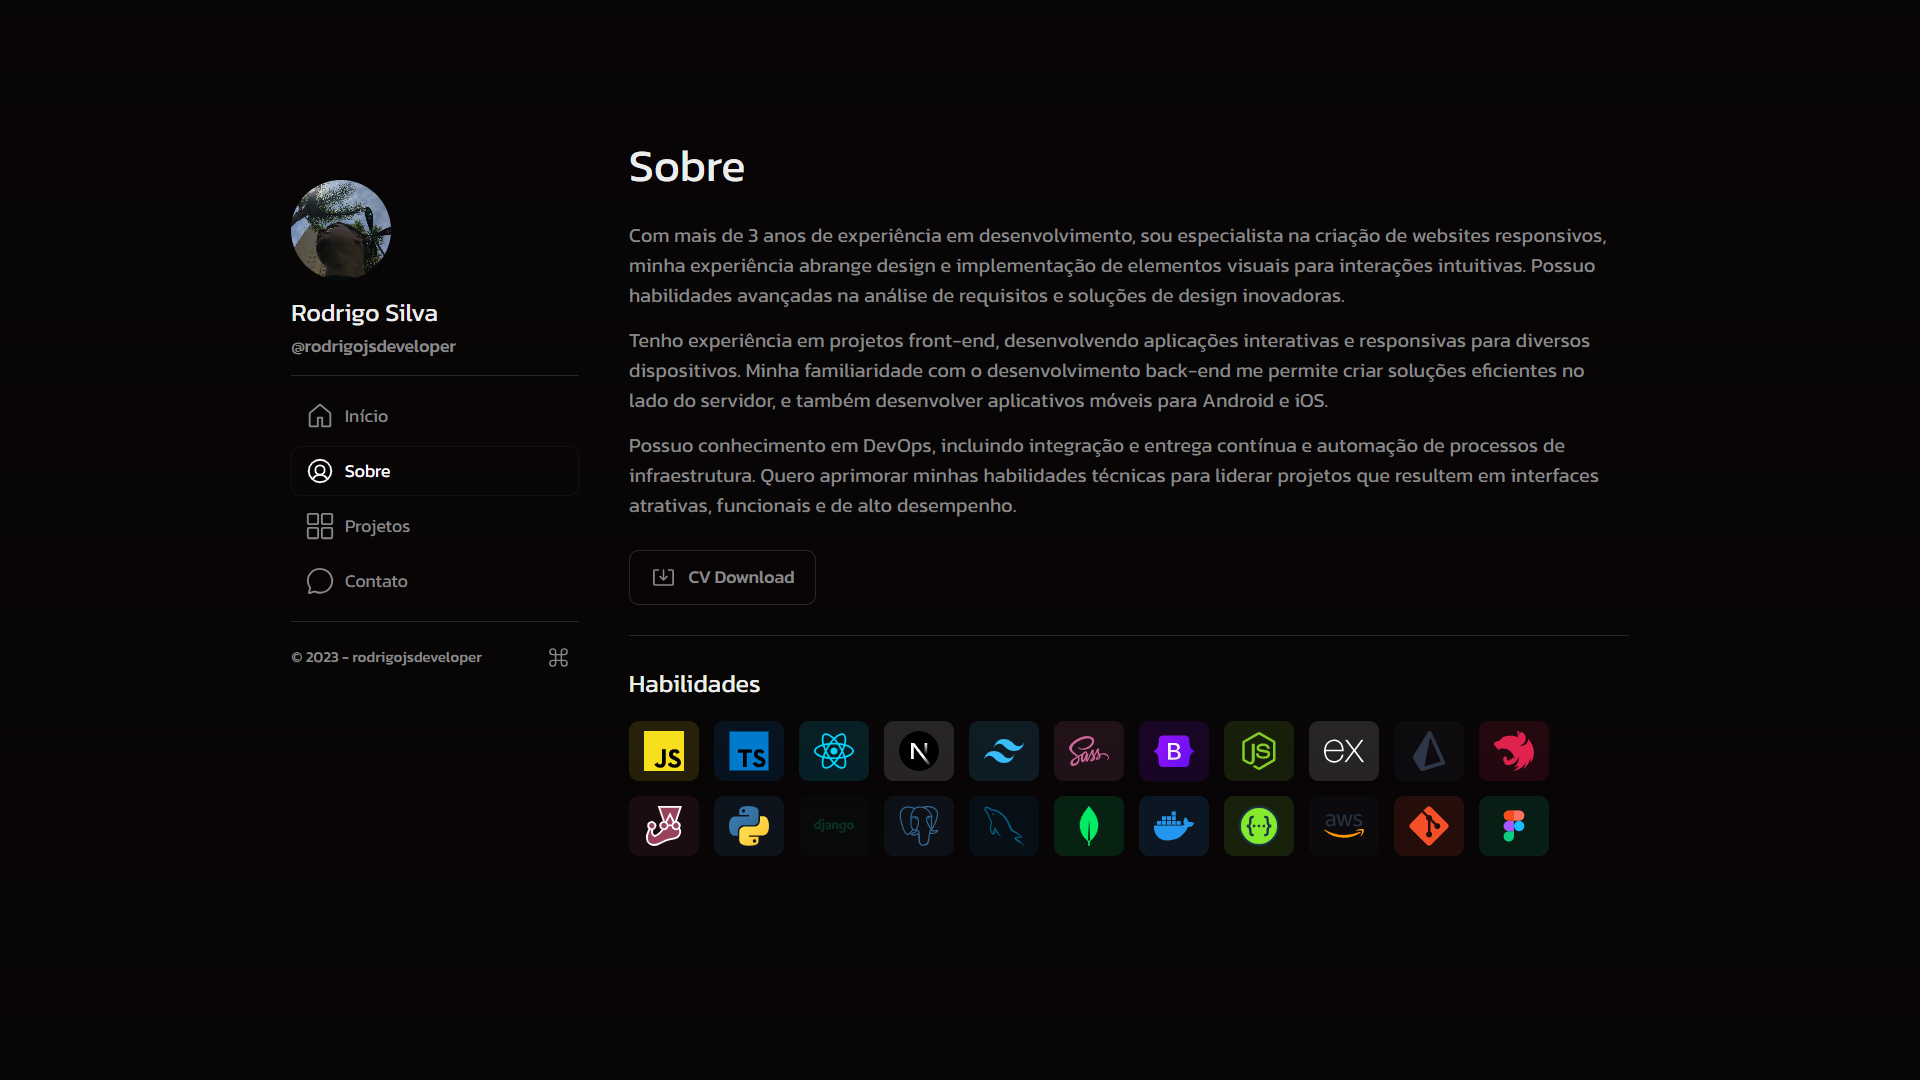 Rodrigo Silva
@rodrigojsdeveloper
Início
Sobre
Projetos
Contato
© 2023 - rodrigojsdeveloper
Sobre
Com mais de 3 anos de experiência em desenvolvimento, sou especialista na criação de websites responsivos,
minha experiência abrange design e implementação de elementos visuais para interações intuitivas. Possuo
habilidades avançadas na análise de requisitos e soluções de design inovadoras.
Tenho experiência em projetos front-end, desenvolvendo aplicações interativas e responsivas para diversos
dispositivos. Minha familiaridade com o desenvolvimento back-end me permite criar soluções eficientes no
lado do servidor, e também desenvolver aplicativos móveis para Android e iOS.
Possuo conhecimento em DevOps, incluindo integração e entrega contínua e automação de processos de
infraestrutura. Quero aprimorar minhas habilidades técnicas para liderar projetos que resultem em interfaces
atrativas, funcionais e de alto desempenho.
CV Download
Habilidades
JS TS N Sass B JS ex
django {··} aws